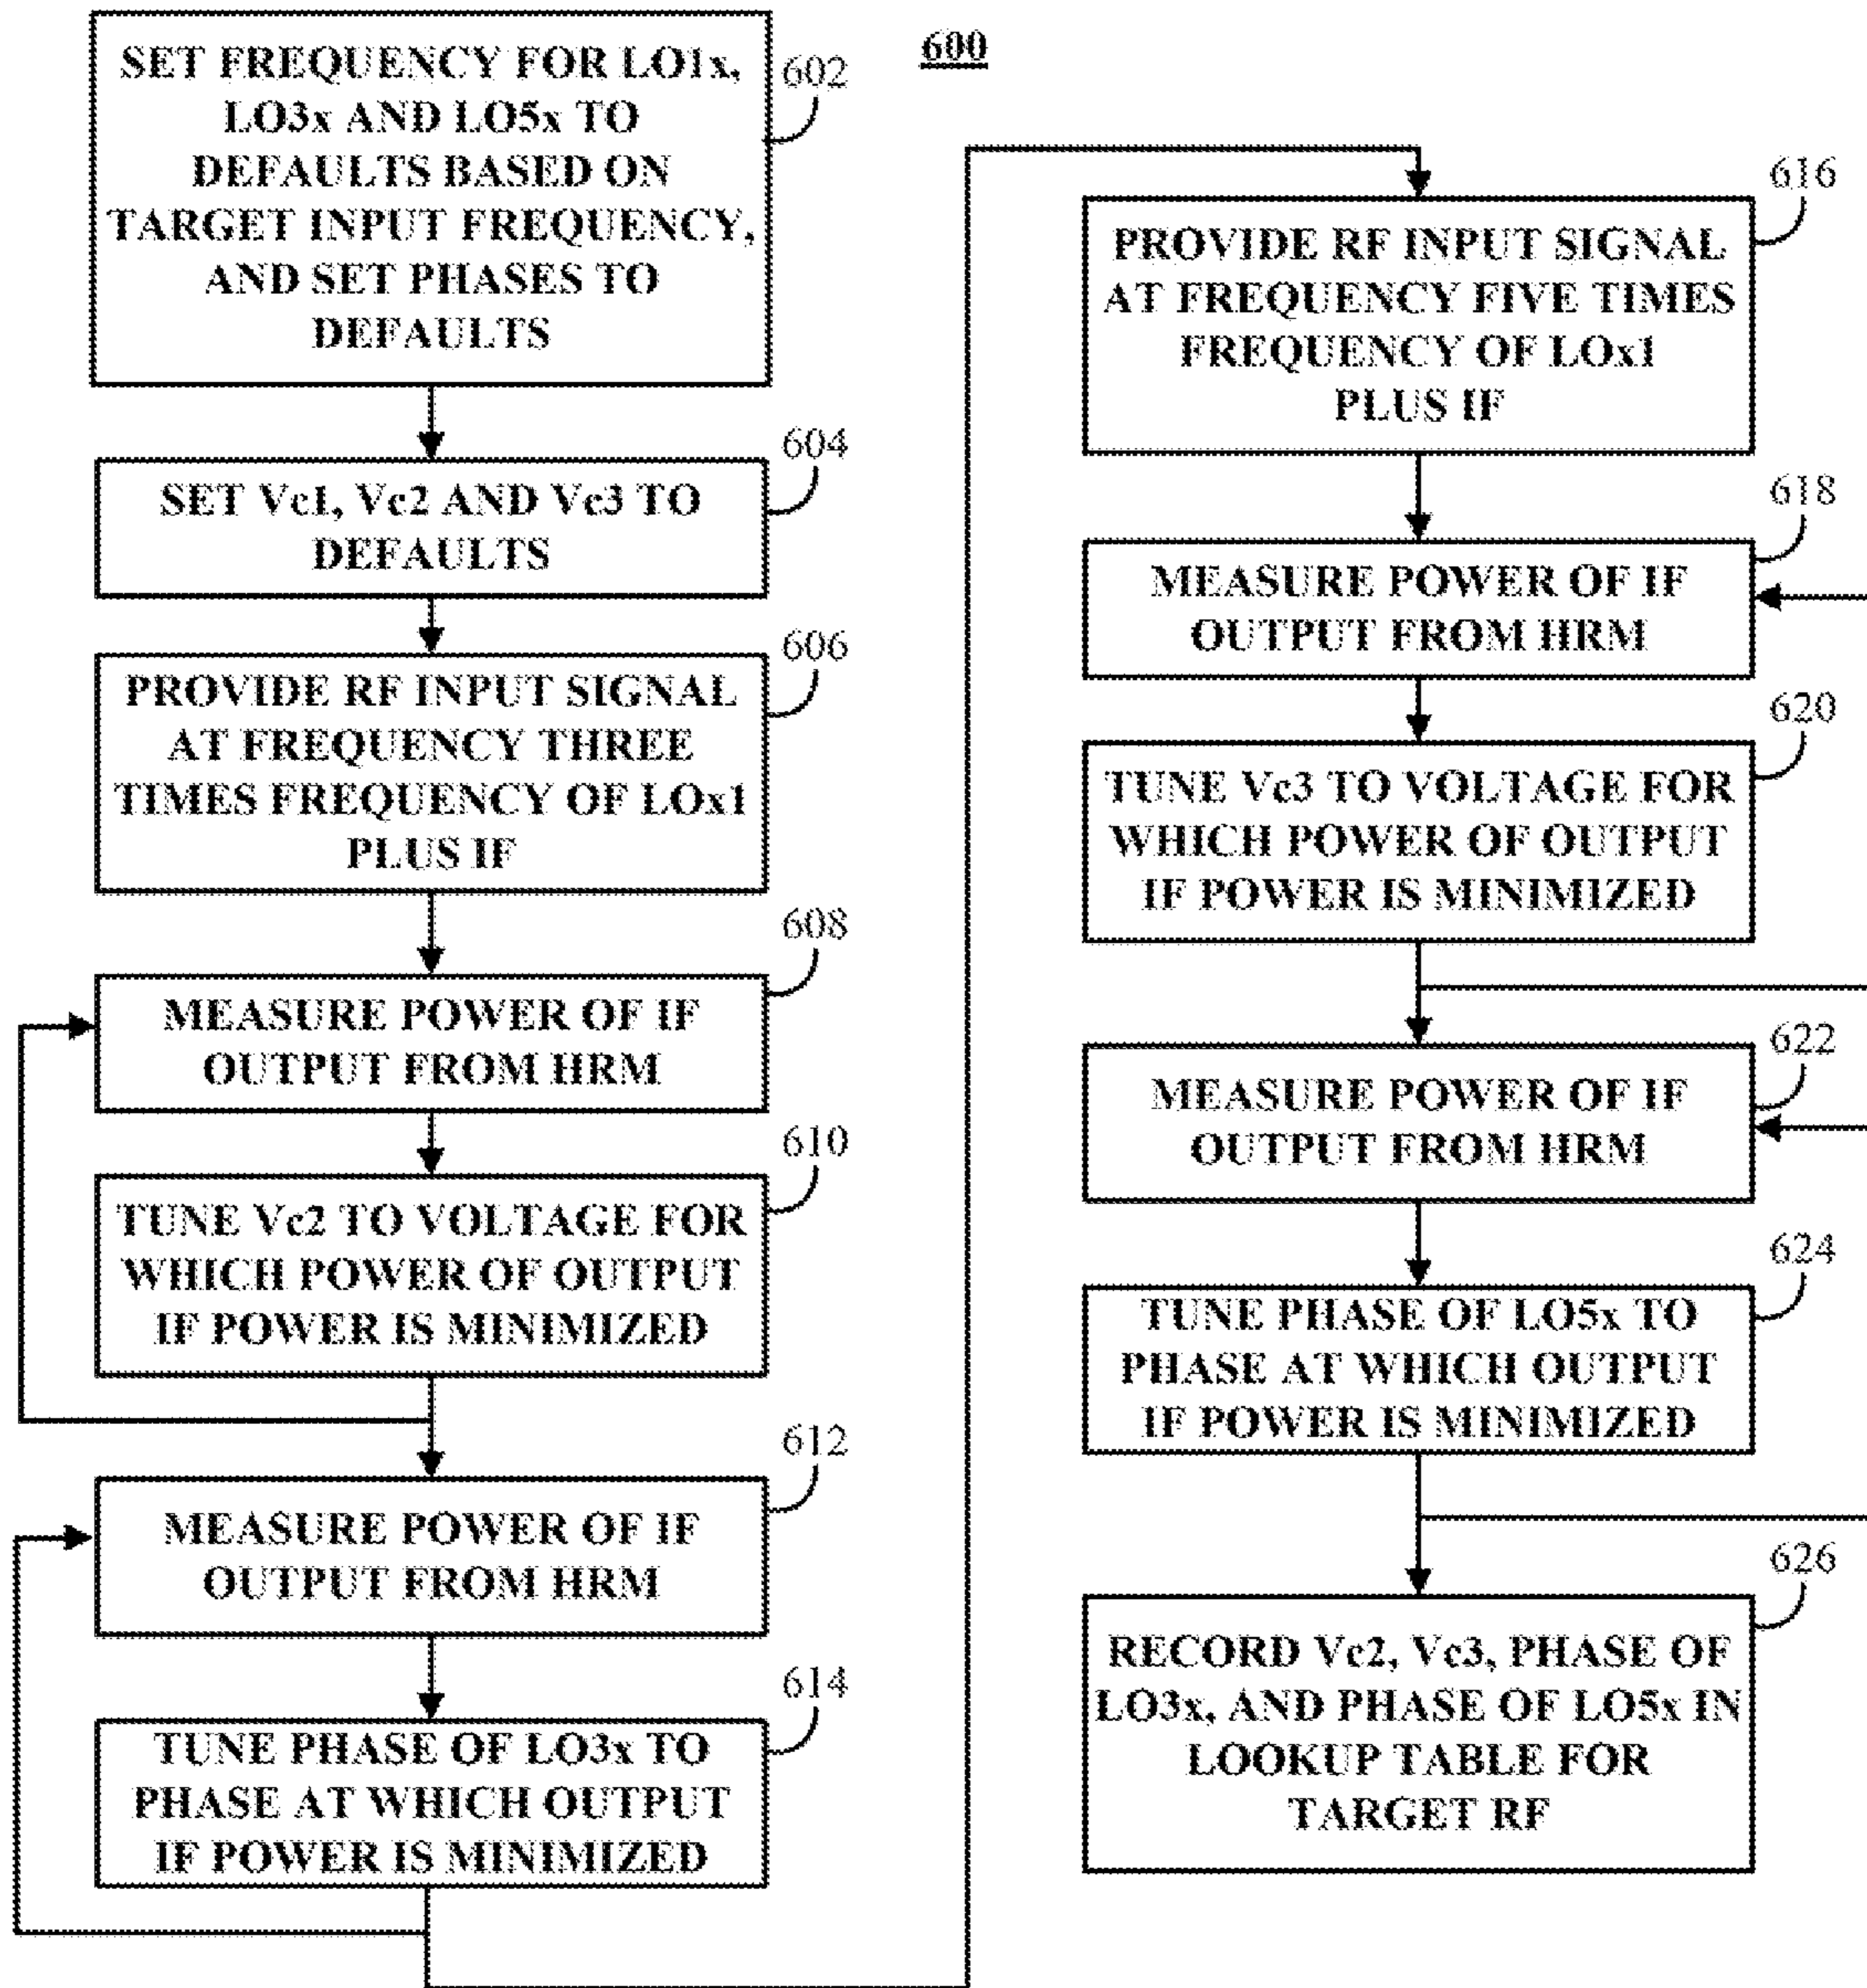 600
SET FREQUENCY FOR LO1x,
LO3x AND LO5x TO
DEFAULTS BASED ON
TARGET INPUT FREQUENCY,
AND SET PHASES TO
DEFAULTS
602
SET Vc1, Vc2 AND Vc3 TO
DEFAULTS
604
PROVIDE RF INPUT SIGNAL
AT FREQUENCY THREE
TIMES FREQUENCY OF LOx1
PLUS IF
606
MEASURE POWER OF IF
OUTPUT FROM HRM
608
TUNE Vc2 TO VOLTAGE FOR
WHICH POWER OF OUTPUT
IF POWER IS MINIMIZED
610
MEASURE POWER OF IF
OUTPUT FROM HRM
612
TUNE PHASE OF LO3x TO
PHASE AT WHICH OUTPUT
IF POWER IS MINIMIZED
614
PROVIDE RF INPUT SIGNAL
AT FREQUENCY FIVE TIMES
FREQUENCY OF LOx1
PLUS IF
616
MEASURE POWER OF IF
OUTPUT FROM HRM
618
TUNE Vc3 TO VOLTAGE FOR
WHICH POWER OF OUTPUT
IF POWER IS MINIMIZED
620
MEASURE POWER OF IF
OUTPUT FROM HRM
622
TUNE PHASE OF LO5x TO
PHASE AT WHICH OUTPUT
IF POWER IS MINIMIZED
624
RECORD Vc2, Vc3, PHASE OF
LO3x, AND PHASE OF LO5x IN
LOOKUP TABLE FOR
TARGET RF
626